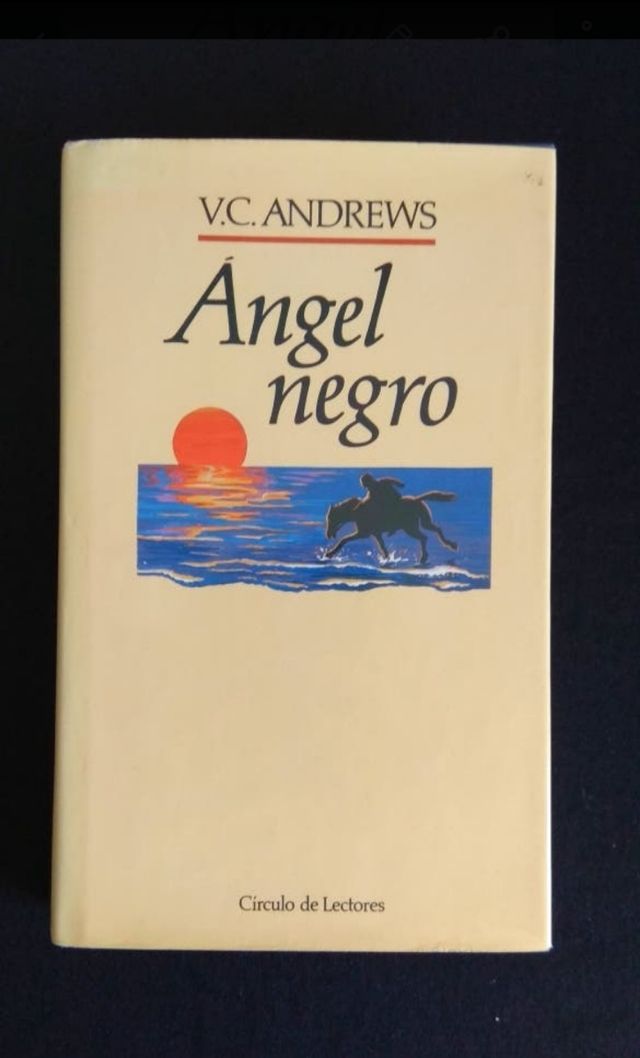 V.C. ANDREWS
Ángel
negro
Círculo de Lectores